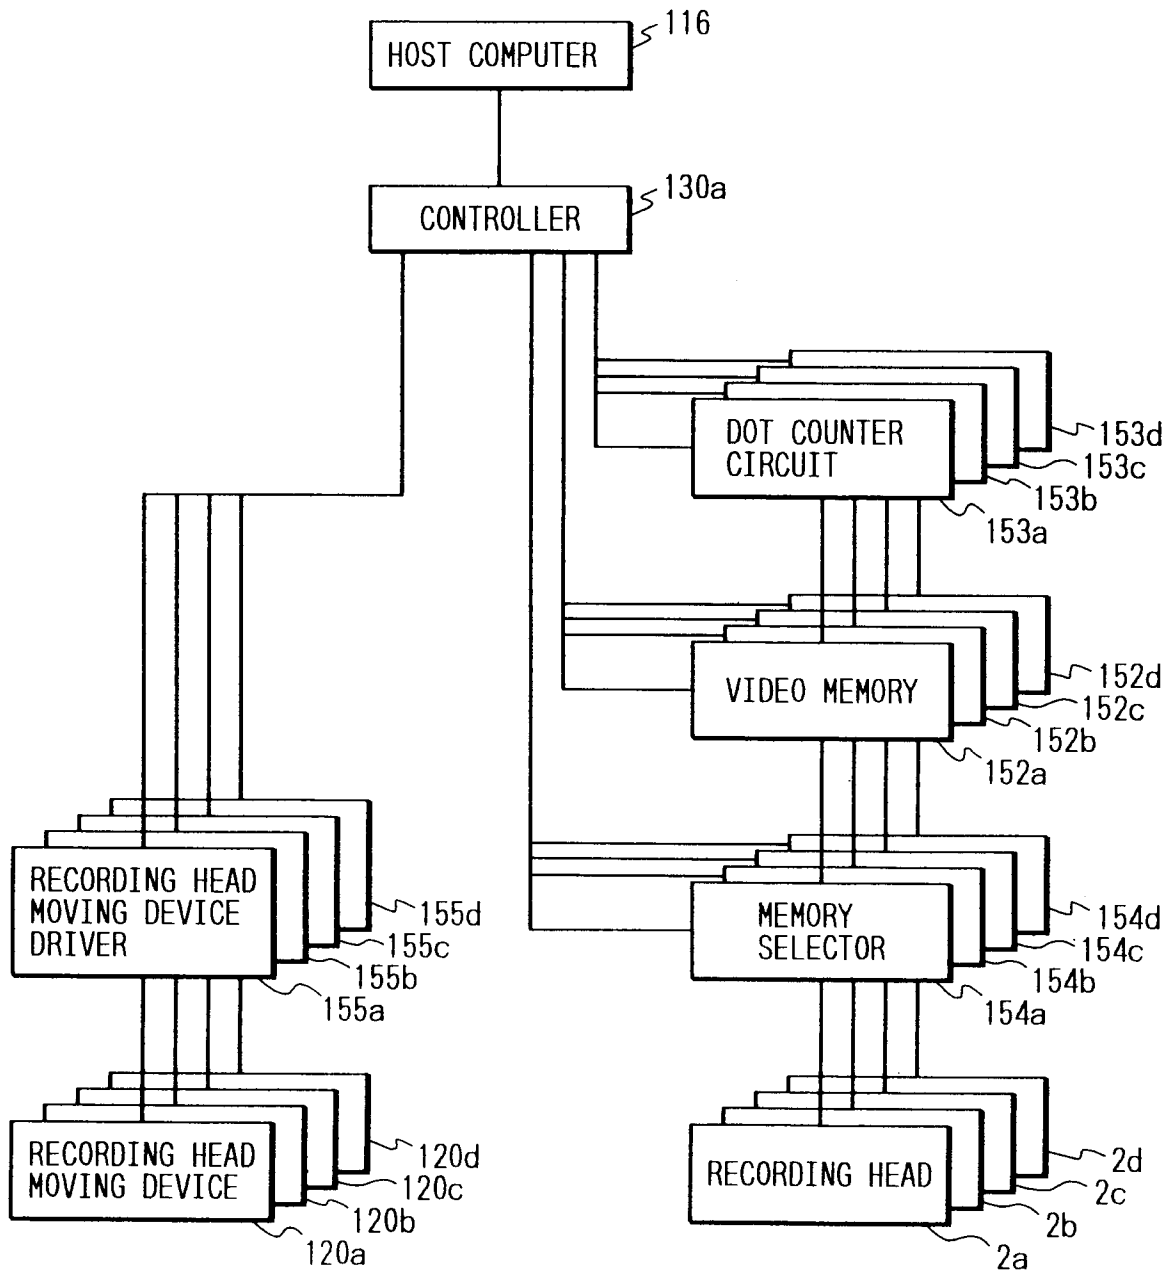 116
HOST COMPUTER
130a
CONTROLLER
153d
153c
153b
153a
DOT COUNTER
CIRCUIT
152d
152c
152b
152a
VIDEO MEMORY
RECORDING HEAD
MOVING DEVICE
DRIVER
155d
155c
155b
155a
MEMORY
SELECTOR
154d
154c
154b
154a
RECORDING HEAD
MOVING DEVICE
120d
120c
120b
120a
RECORDING HEAD
2d
2c
2b
2a